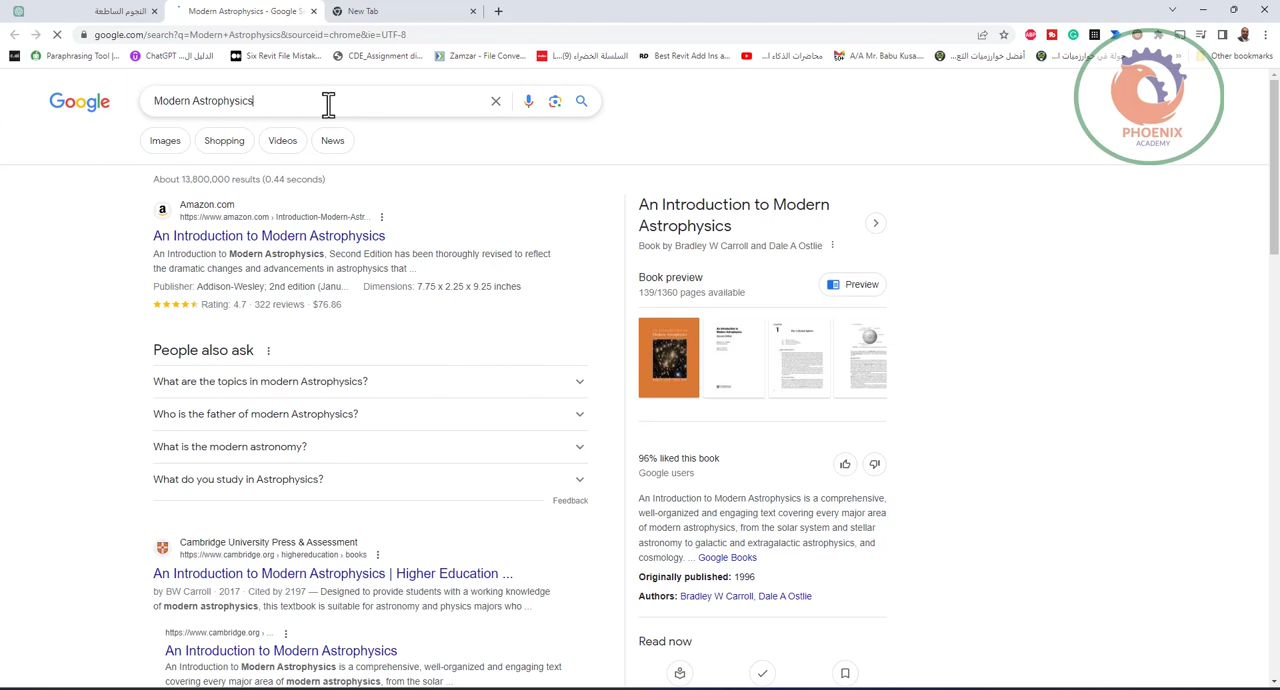 النجوم الساطعة
Modern Astrophysics - Google S
New Tab
google.com/search?q=Modern+Astrophysics&sourceid=chrome&ie=UTF-8
Paraphrasing Tool |...
ChatGPT الدليل ال...
Six Revit File Mistak...
CDE_Assignment di...
Zamzar - File Conve...
السلسلة الخضراء (9)...
Best Revit Add Ins a...
محاضرات الذكاء الا...
A/A Mr. Babu Kusa...
أفضل خوارزميات التع...
Other bookmarks
Google
Modern Astrophysics
Images
Shopping
Videos
News
PHOENIX
ACADEMY
About 13,800,000 results (0.44 seconds)
Amazon.com
https://www.amazon.com › Introduction-Modern-Astr...
An Introduction to Modern Astrophysics
An Introduction to Modern Astrophysics, Second Edition has been thoroughly revised to reflect
the dramatic changes and advancements in astrophysics that ...
Publisher: Addison-Wesley; 2nd edition (Janu... Dimensions: 7.75 x 2.25 x 9.25 inches
Rating: 4.7 · 322 reviews · $76.86
People also ask
What are the topics in modern Astrophysics?
Who is the father of modern Astrophysics?
What is the modern astronomy?
What do you study in Astrophysics?
Feedback
Cambridge University Press & Assessment
https://www.cambridge.org › highereducation › books
An Introduction to Modern Astrophysics | Higher Education ...
by BW Carroll · 2017 · Cited by 2197 — Designed to provide students with a working knowledge
of modern astrophysics, this textbook is suitable for astronomy and physics majors who ...
https://www.cambridge.org › ...
An Introduction to Modern Astrophysics
An Introduction to Modern Astrophysics is a comprehensive, well-organized and engaging text
covering every major area of modern astrophysics, from the solar ...
An Introduction to Modern
Astrophysics
Book by Bradley W Carroll and Dale A Ostlie
Book preview
139/1360 pages available
Preview
96% liked this book
Google users
An Introduction to Modern Astrophysics is a comprehensive,
well-organized and engaging text covering every major area
of modern astrophysics, from the solar system and stellar
astronomy to galactic and extragalactic astrophysics, and
cosmology. ... Google Books
Originally published: 1996
Authors: Bradley W Carroll, Dale A Ostlie
Read now